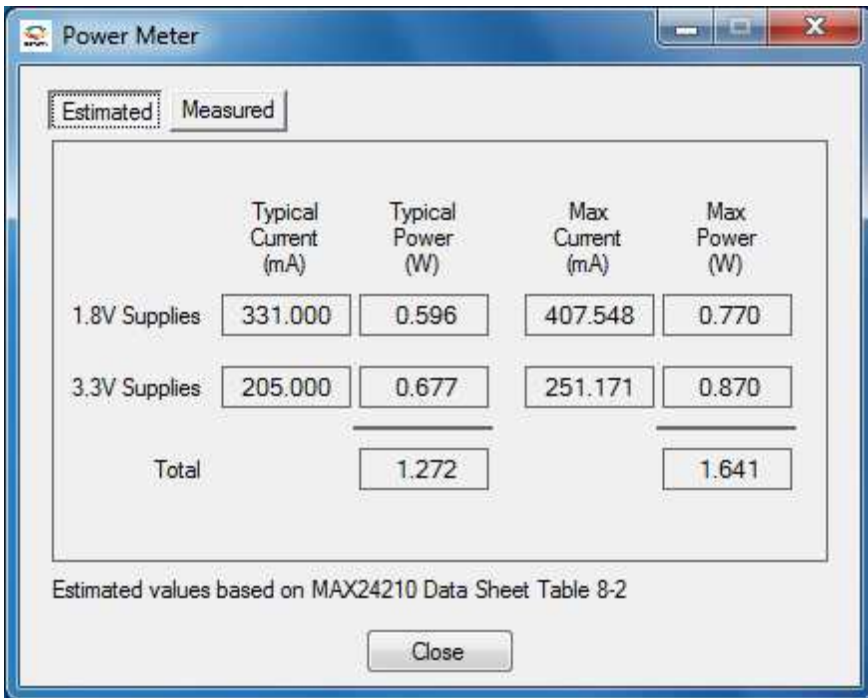 Power Meter
Estimated Measured
Typical Typical Max Max
Current Power Current Power
(mA) (W) (mA) (W)
1.8V Supplies 331.000 0.596 407.548 0.770
3.3V Supplies 205.000 0.677 251.171 0.870
Total 1.272 1.641
Estimated values based on MAX24210 Data Sheet Table 8-2
Close